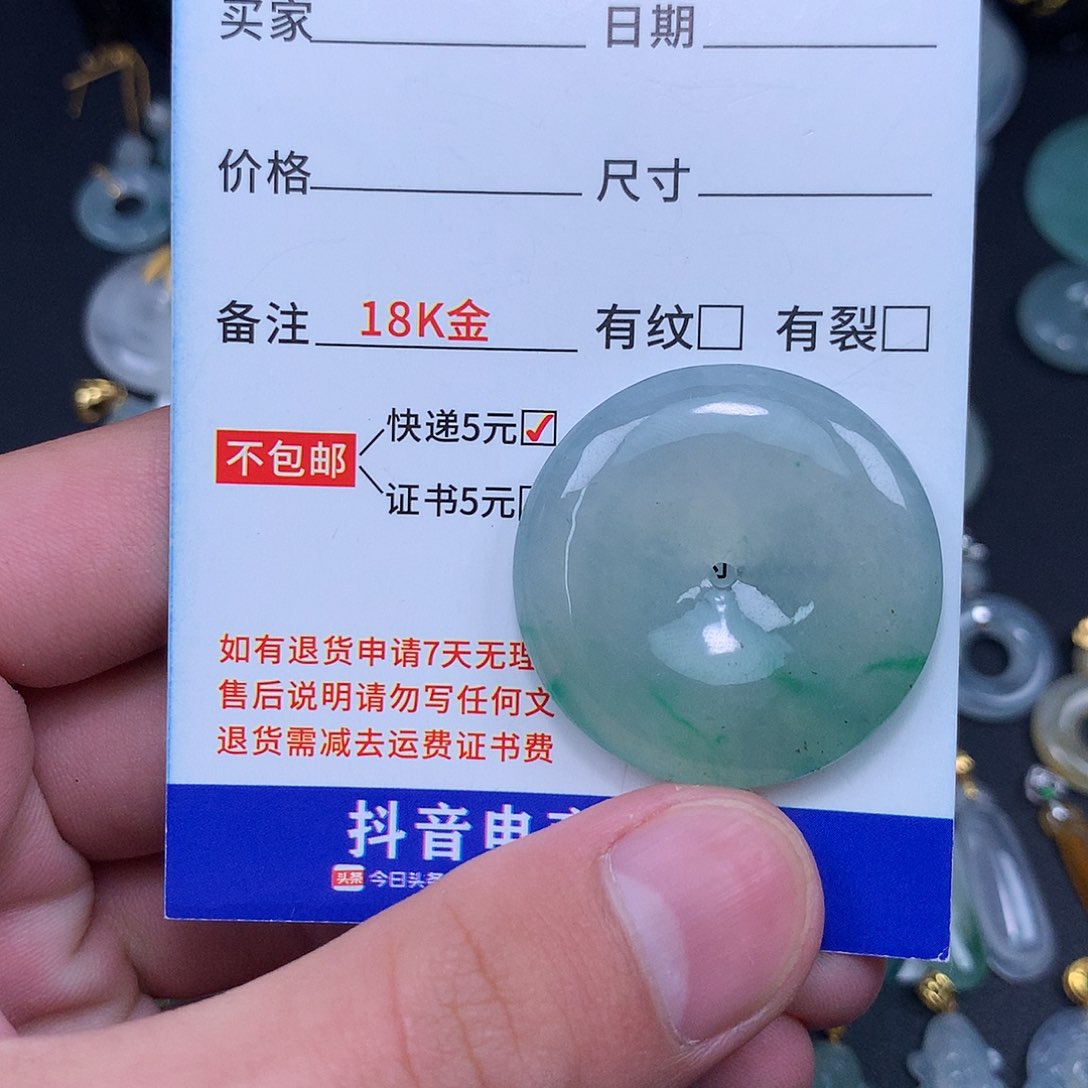 买家 日期
价格 尺寸
备注 18K金 有纹□ 有裂□
快递5元☑
不包邮
证书5元
如有退货申请7天无理
售后说明请勿写任何文
退货需减去运费证书费
抖音电
头条 今日头条